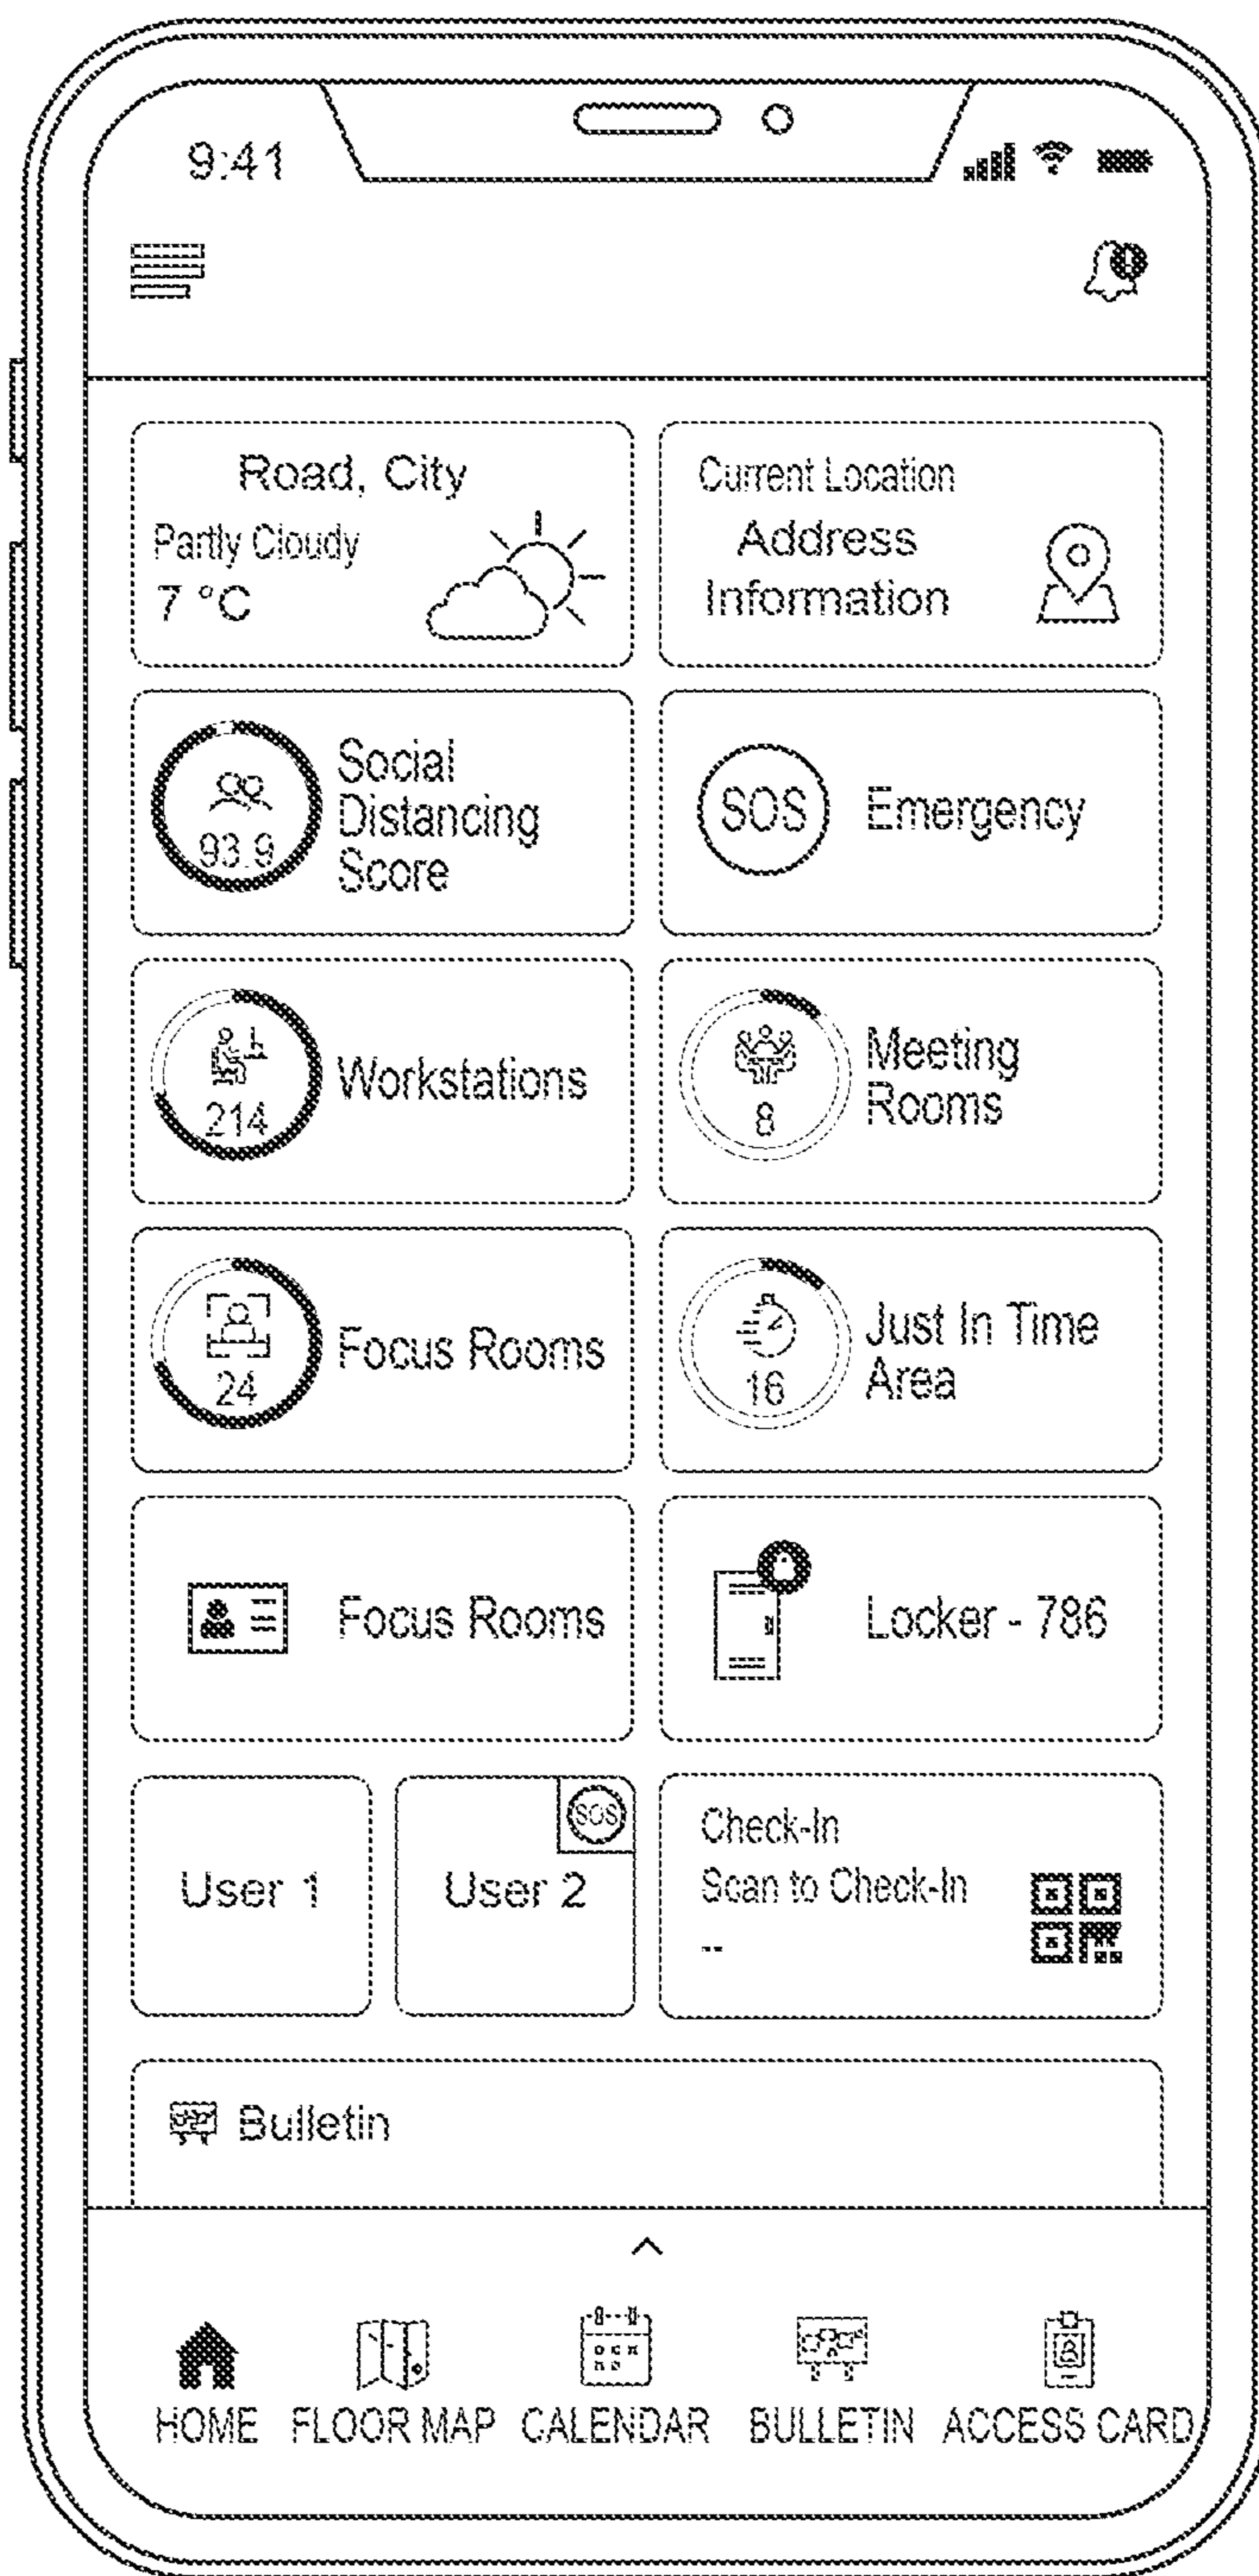 9:41
Road, City
Partly Cloudy
7 °C
Current Location
Address
Information
93.9
Social
Distancing
Score
SOS
Emergency
214
Workstations
8
Meeting
Rooms
24
Focus Rooms
16
Just In Time
Area
Focus Rooms
Locker - 786
User 1
SOS
User 2
Check-In
Scan to Check-In
--
Bulletin
HOME
FLOOR MAP
CALENDAR
BULLETIN
ACCESS CARD